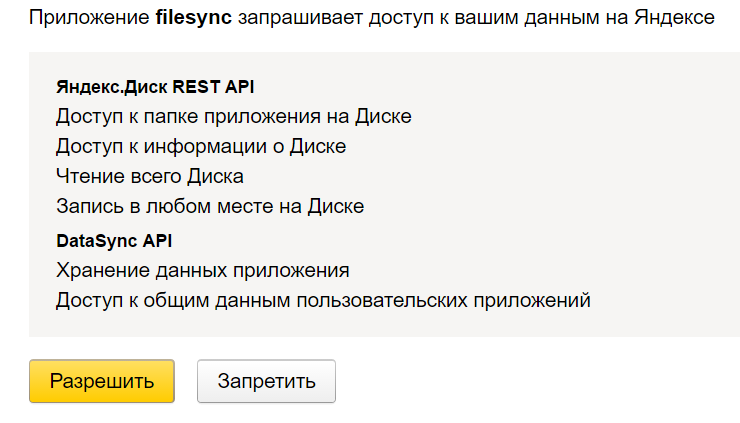 Приложение filesync запрашивает доступ к вашим данным на Яндексе
Яндекс.Диск REST API
Доступ к папке приложения на Диске
Доступ к информации о Диске
Чтение всего Диска
Запись в любом месте на Диске
DataSync API
Хранение данных приложения
Доступ к общим данным пользовательских приложений
Разрешить Запретить